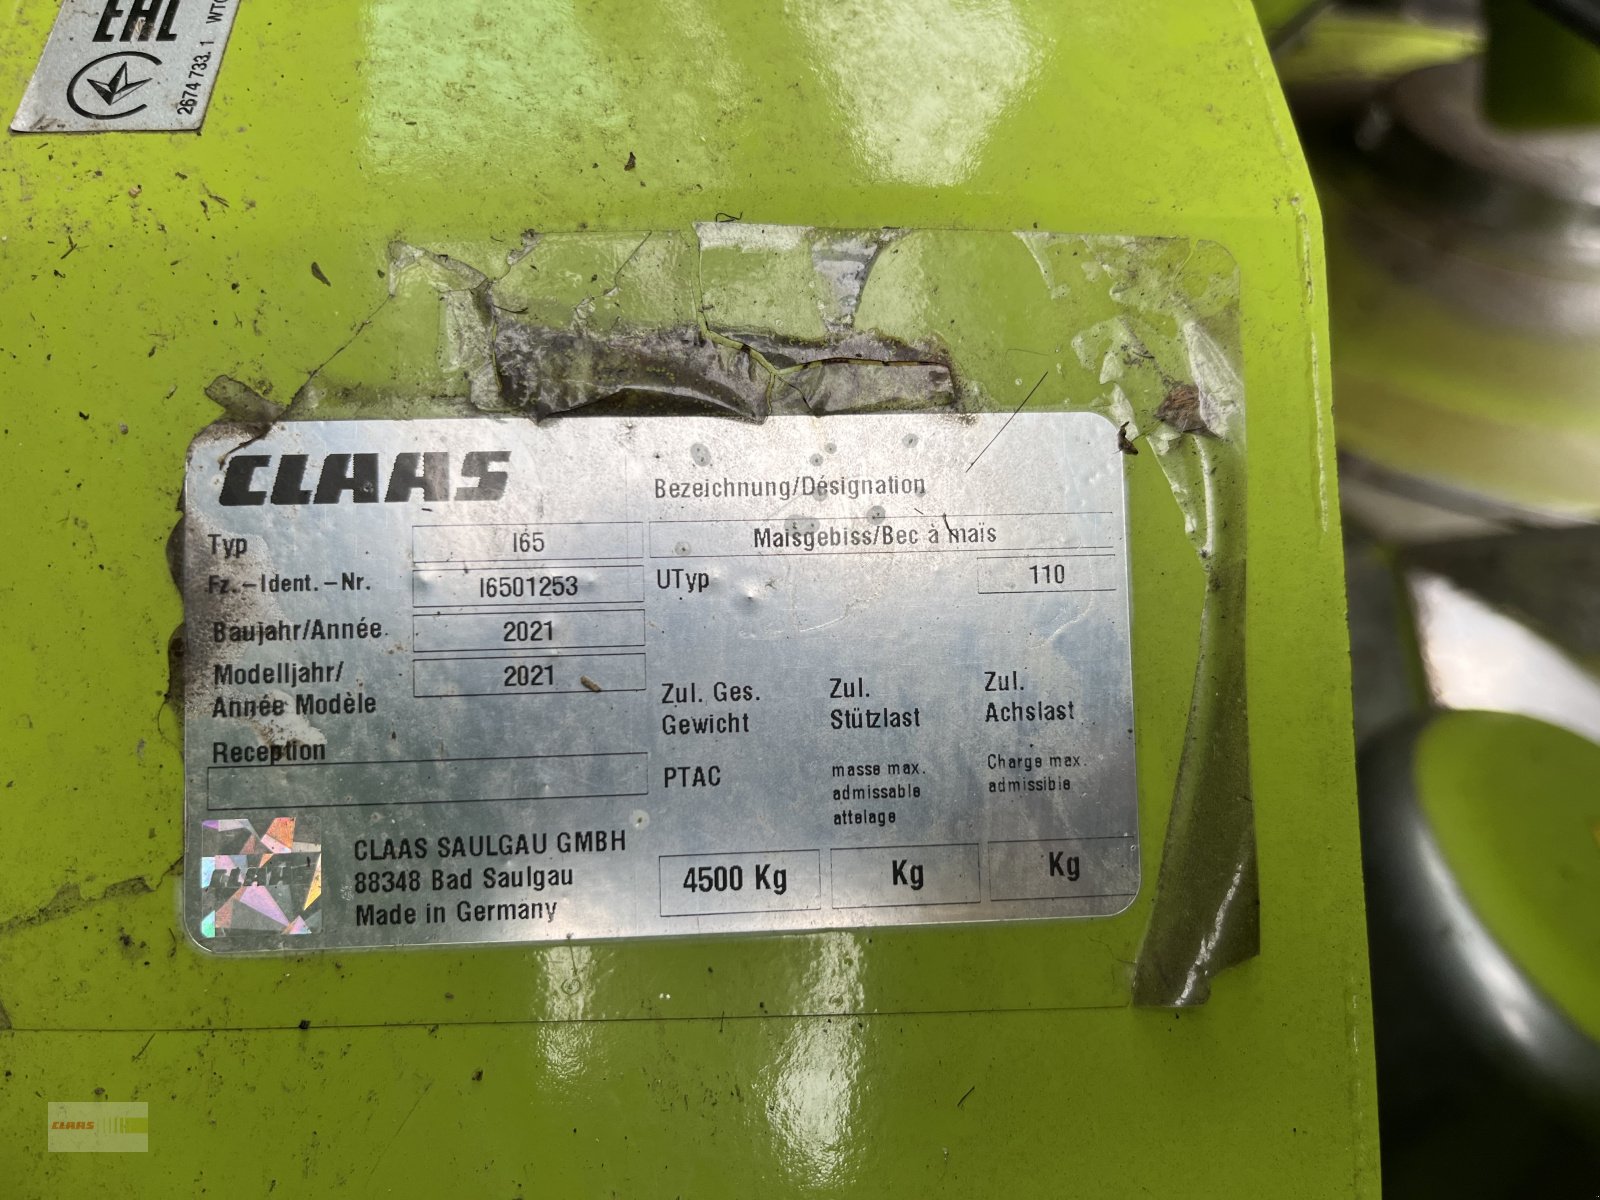 EAC
2674 733. 1
CLAAS
Bezeichnung/Désignation
Maisgebiss/Bec à maïs
Typ
I65
UTyp
110
Fz.-Ident.-Nr.
I6501253
Baujahr/Année
2021
Modelljahr/
Année Modèle
2021
Reception
Zul. Ges.
Gewicht
PTAC
4500 Kg
Zul.
Stützlast
masse max.
admissable
attelage
Kg
Zul.
Achslast
Charge max.
admissible
Kg
CLAAS
CLAAS SAULGAU GMBH
88348 Bad Saulgau
Made in Germany
CLAAS